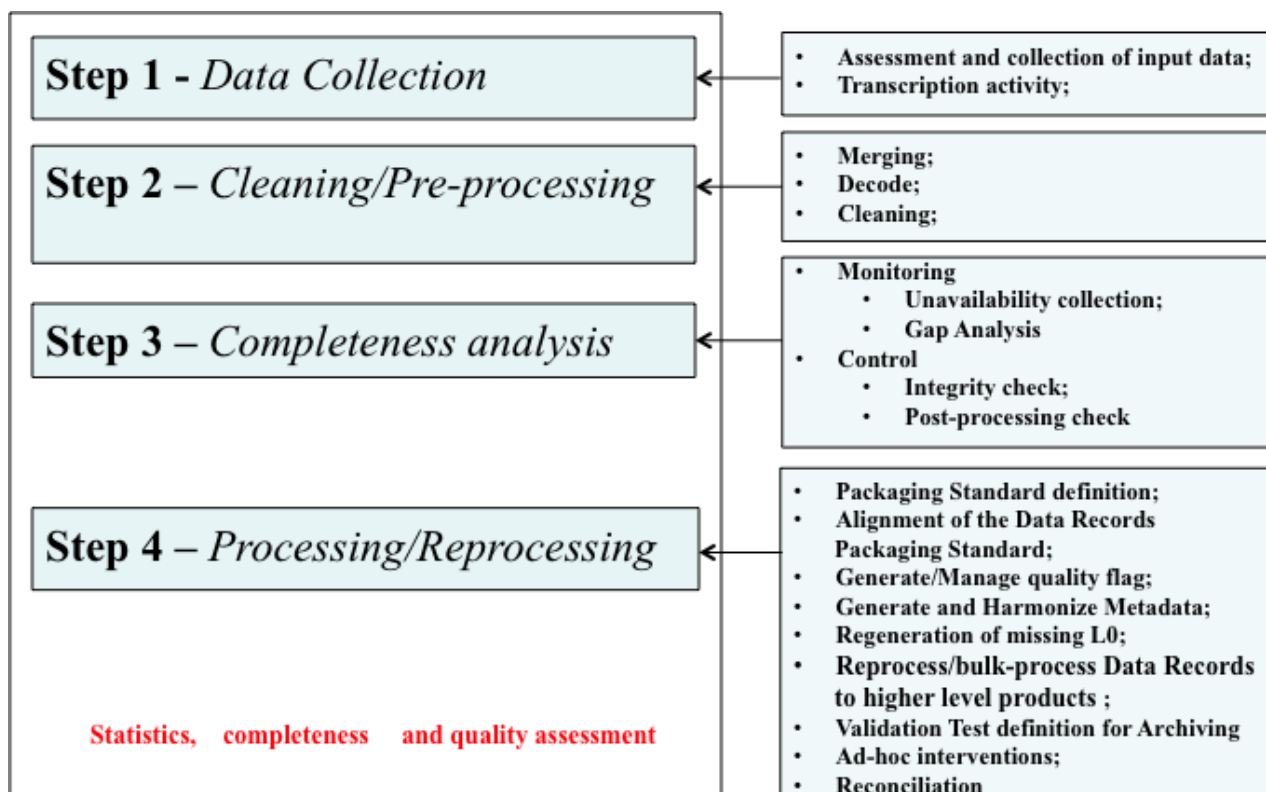 Step 1 - Data Collection
• Assessment and collection of input data;
• Transcription activity;
Step 2 – Cleaning/Pre-processing
• Merging;
• Decode;
• Cleaning;
Step 3 – Completeness analysis
• Monitoring
• Unavailability collection;
• Gap Analysis
• Control
• Integrity check;
• Post-processing check
Step 4 – Processing/Reprocessing
• Packaging Standard definition;
• Alignment of the Data Records
Packaging Standard;
• Generate/Manage quality flag;
• Generate and Harmonize Metadata;
• Regeneration of missing L0;
• Reprocess/bulk-process Data Records
to higher level products ;
• Validation Test definition for Archiving
• Ad-hoc interventions;
• Reconciliation
Statistics, completeness and quality assessment